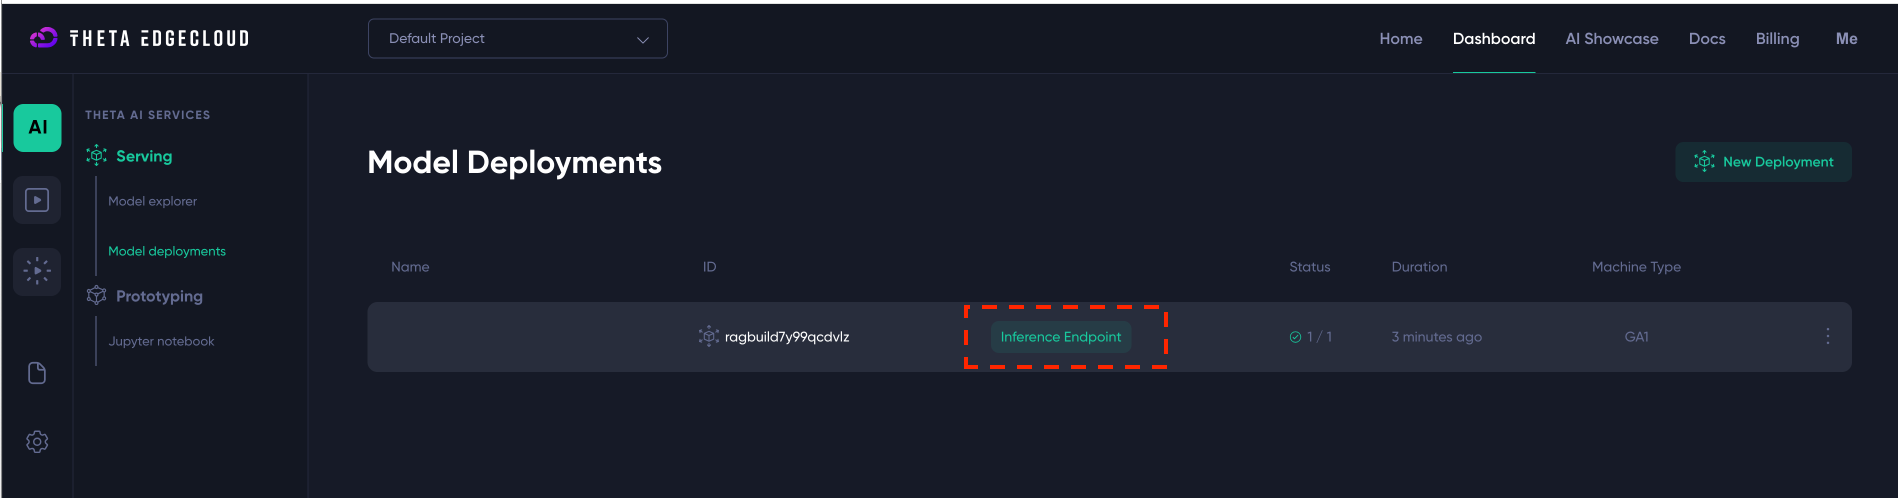 THETA EDGECLOUD
Default Project
Home Dashboard AI Showcase Docs Billing Me
AI
THETA AI SERVICES
Serving
Model explorer
Model deployments
Prototyping
Jupyter notebook
Model Deployments
New Deployment
Name ID Status Duration Machine Type
ragbuild7y99qcdvlz Inference Endpoint 1 / 1 3 minutes ago GA1